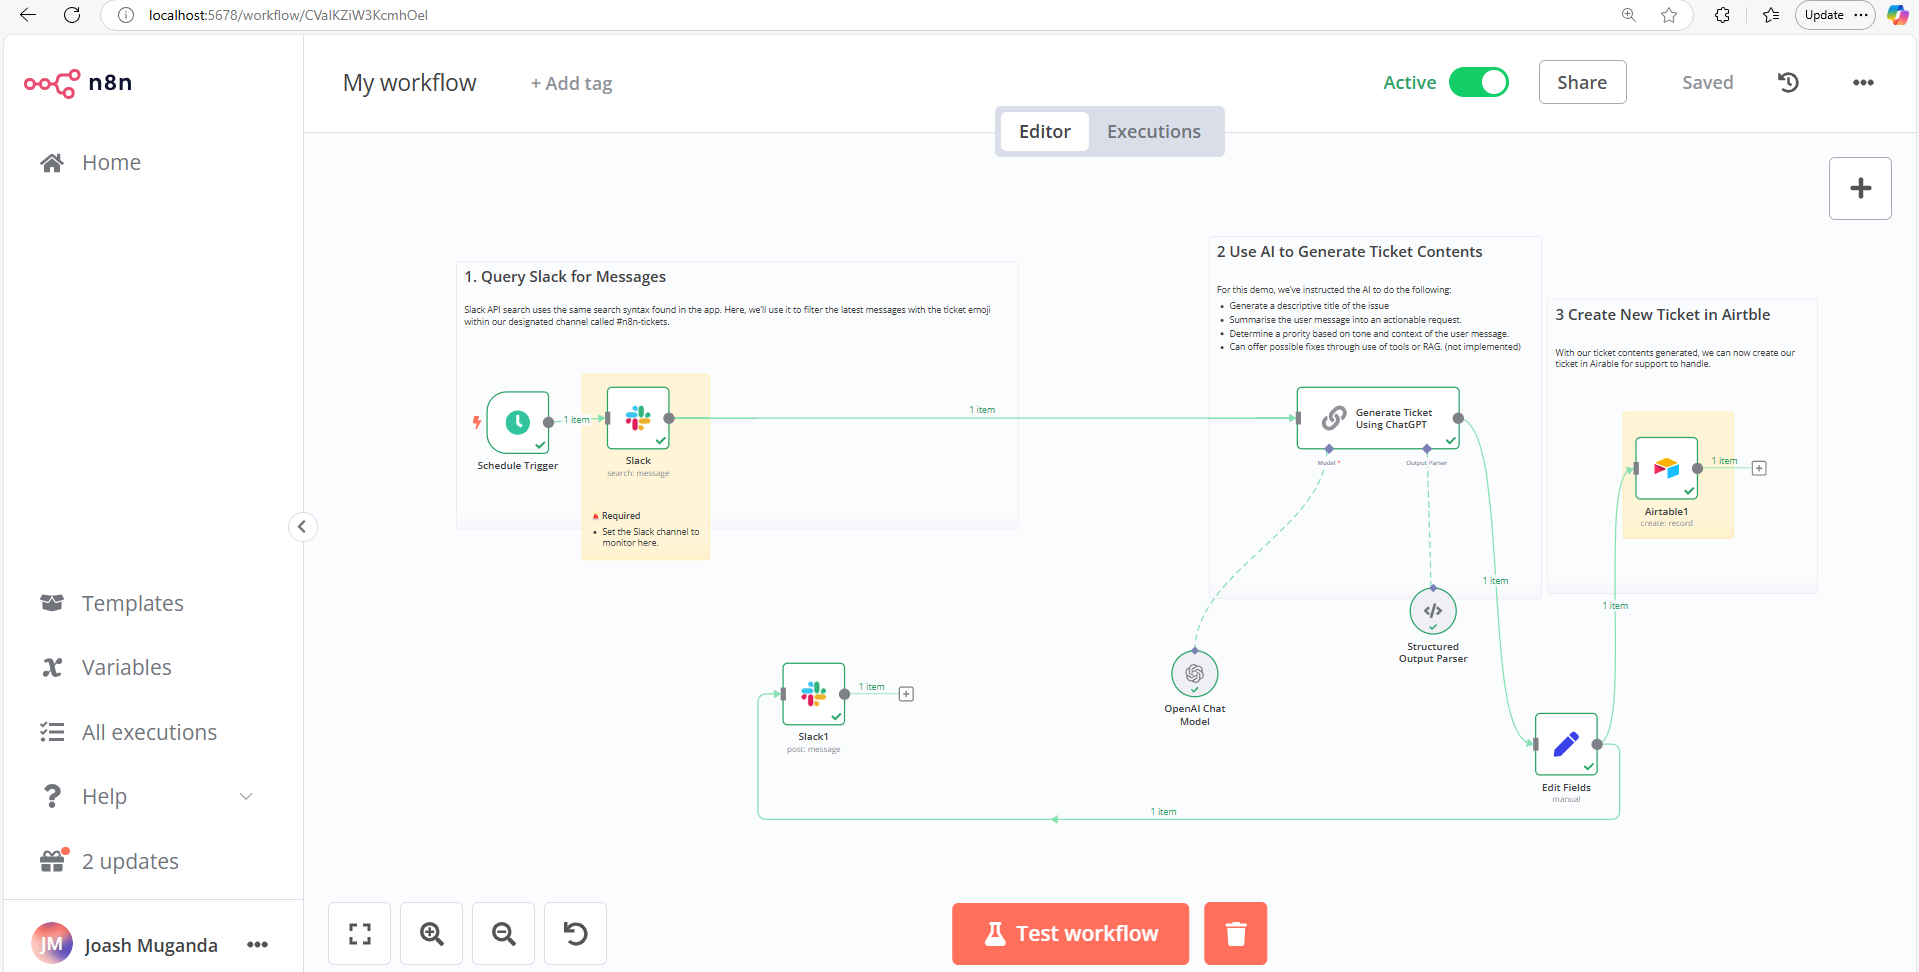 localhost:5678/workflow/CValKZiW3KcmhOel
Update
n8n
My workflow
+ Add tag
Active
Share
Saved
Editor
Executions
Home
1. Query Slack for Messages
Slack API search uses the same search syntax found in the app. Here, we'll use it to filter the latest messages with the ticket emoji
within our designated channel called #n8n-tickets.
1 item
Schedule Trigger
Slack
search: message
Required
Set the Slack channel to
monitor here.
1 item
2 Use AI to Generate Ticket Contents
For this demo, we've instructed the AI to do the following:
Generate a descriptive title of the issue
Summarise the user message into an actionable request.
Determine a prority based on tone and context of the user message.
Can offer possible fixes through use of tools or RAG. (not implemented)
Generate Ticket
Using ChatGPT
Model *
Output Parser
3 Create New Ticket in Airtble
With our ticket contents generated, we can now create our
ticket in Airable for support to handle.
1 item
Airtable1
create: record
1 item
1 item
Structured
Output Parser
OpenAI Chat
Model
1 item
Slack1
post: message
Edit Fields
manual
1 item
Templates
Variables
All executions
Help
2 updates
JM
Joash Muganda
Test workflow